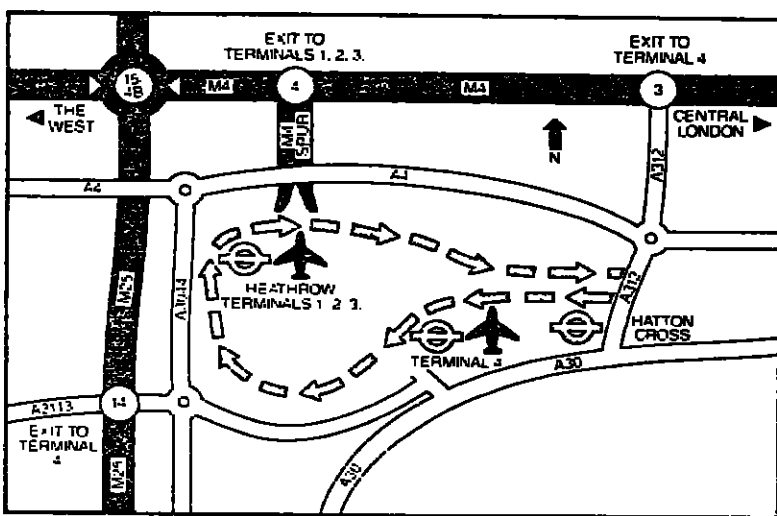 EXIT TO
TERMINALS 1, 2, 3.
EXIT TO
TERMINAL 4
15
4B
M4
4
M4
3
THE
WEST
M4
SPUR
N
CENTRAL
LONDON
A312
A4
A4
M25
A3044
HEATHROW
TERMINALS 1, 2, 3.
A312
HATTON
CROSS
TERMINAL 4
A30
A3113
14
EXIT TO
TERMINAL
4
M25
A30